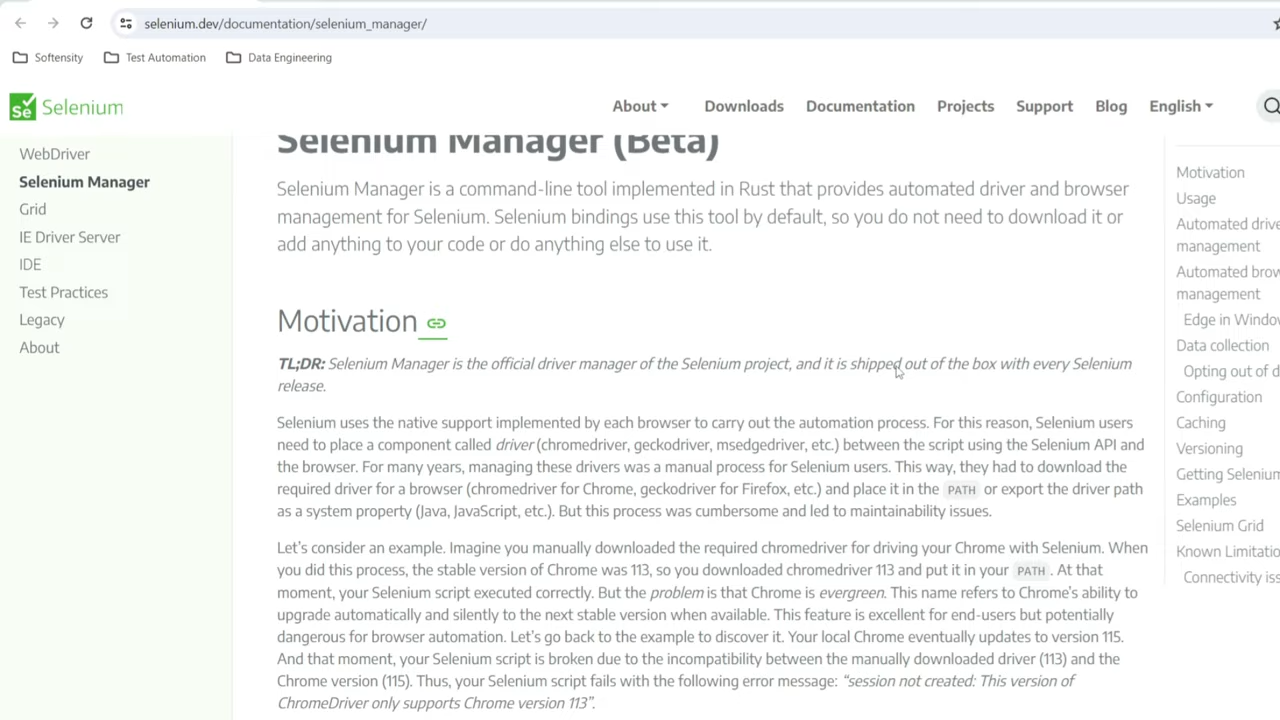 selenium.dev/documentation/selenium_manager/
Softensity
Test Automation
Data Engineering
Se Selenium
About
Downloads
Documentation
Projects
Support
Blog
English
WebDriver
Selenium Manager
Grid
IE Driver Server
IDE
Test Practices
Legacy
About
Selenium Manager (Beta)
Selenium Manager is a command-line tool implemented in Rust that provides automated driver and browser
management for Selenium. Selenium bindings use this tool by default, so you do not need to download it or
add anything to your code or do anything else to use it.
Motivation
TL;DR: Selenium Manager is the official driver manager of the Selenium project, and it is shipped out of the box with every Selenium
release.
Selenium uses the native support implemented by each browser to carry out the automation process. For this reason, Selenium users
need to place a component called driver (chromedriver, geckodriver, msedgedriver, etc.) between the script using the Selenium API and
the browser. For many years, managing these drivers was a manual process for Selenium users. This way, they had to download the
required driver for a browser (chromedriver for Chrome, geckodriver for Firefox, etc.) and place it in the PATH or export the driver path
as a system property (Java, JavaScript, etc.). But this process was cumbersome and led to maintainability issues.
Let's consider an example. Imagine you manually downloaded the required chromedriver for driving your Chrome with Selenium. When
you did this process, the stable version of Chrome was 113, so you downloaded chromedriver 113 and put it in your PATH. At that
moment, your Selenium script executed correctly. But the problem is that Chrome is evergreen. This name refers to Chrome's ability to
upgrade automatically and silently to the next stable version when available. This feature is excellent for end-users but potentially
dangerous for browser automation. Let's go back to the example to discover it. Your local Chrome eventually updates to version 115.
And that moment, your Selenium script is broken due to the incompatibility between the manually downloaded driver (113) and the
Chrome version (115). Thus, your Selenium script fails with the following error message: “session not created: This version of
ChromeDriver only supports Chrome version 113”.
Motivation
Usage
Automated drive
management
Automated brow
management
Edge in Window
Data collection
Opting out of d
Configuration
Caching
Versioning
Getting Selenium
Examples
Selenium Grid
Known Limitatio
Connectivity iss